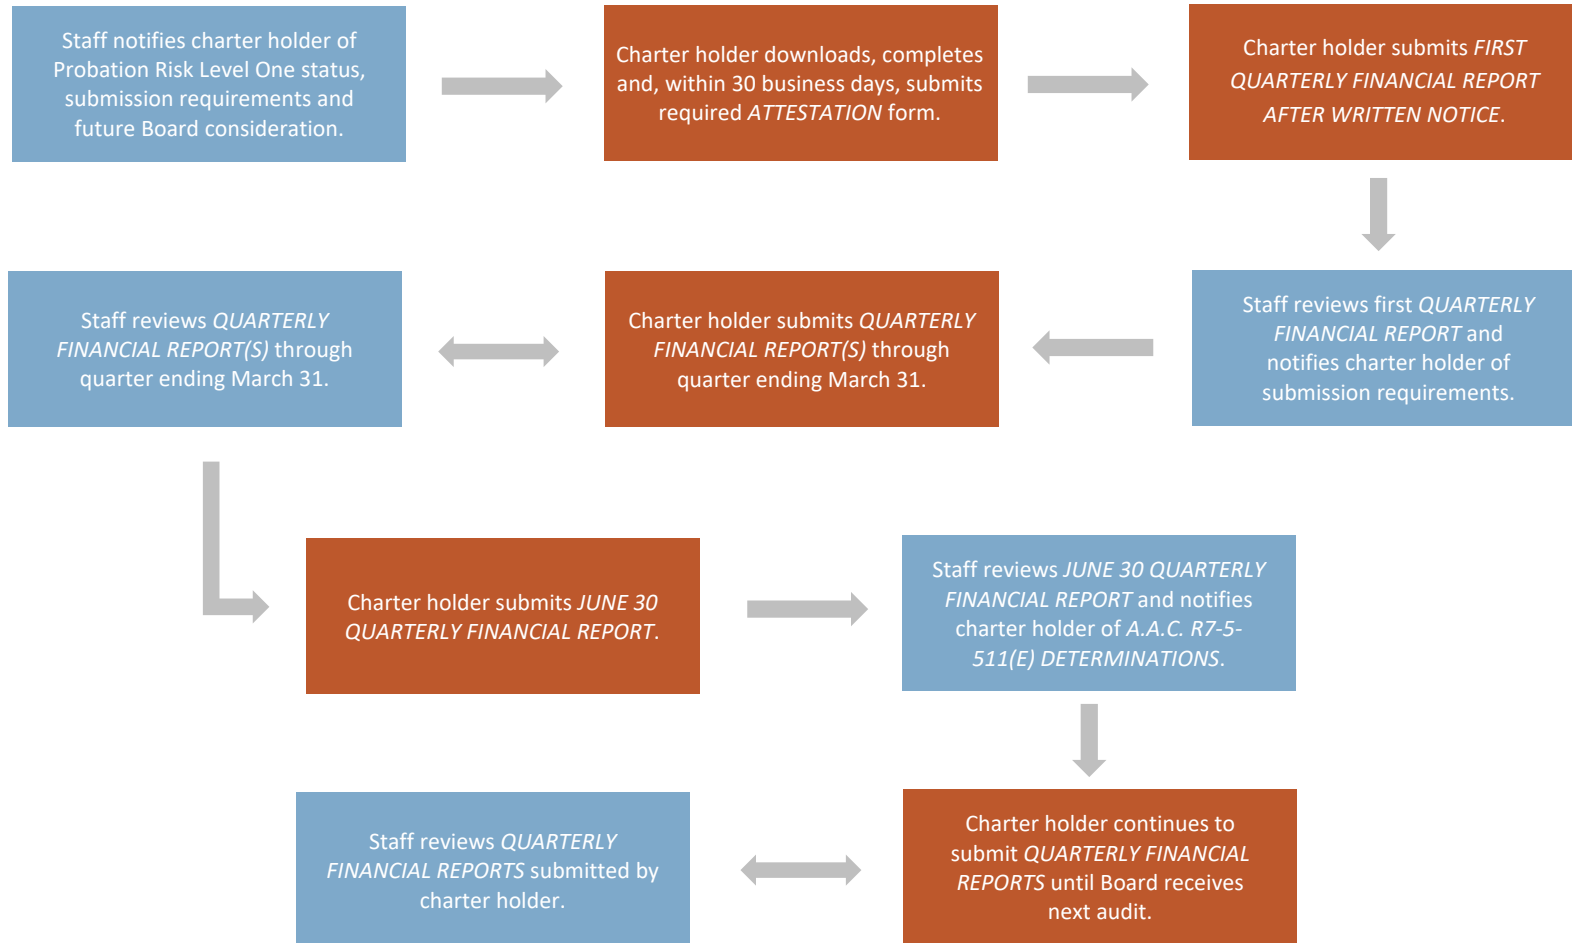 Staff notifies charter holder of
Probation Risk Level One status,
submission requirements and
future Board consideration.
Charter holder downloads, completes
and, within 30 business days, submits
required ATTESTATION form.
Charter holder submits FIRST
QUARTERLY FINANCIAL REPORT
AFTER WRITTEN NOTICE.
Staff reviews first QUARTERLY
FINANCIAL REPORT and
notifies charter holder of
submission requirements.
Charter holder submits QUARTERLY
FINANCIAL REPORT(S) through
quarter ending March 31.
Staff reviews QUARTERLY
FINANCIAL REPORT(S) through
quarter ending March 31.
Charter holder submits JUNE 30
QUARTERLY FINANCIAL REPORT.
Staff reviews JUNE 30 QUARTERLY
FINANCIAL REPORT and notifies
charter holder of A.A.C. R7-5-
511(E) DETERMINATIONS.
Charter holder continues to
submit QUARTERLY FINANCIAL
REPORTS until Board receives
next audit.
Staff reviews QUARTERLY
FINANCIAL REPORTS submitted by
charter holder.